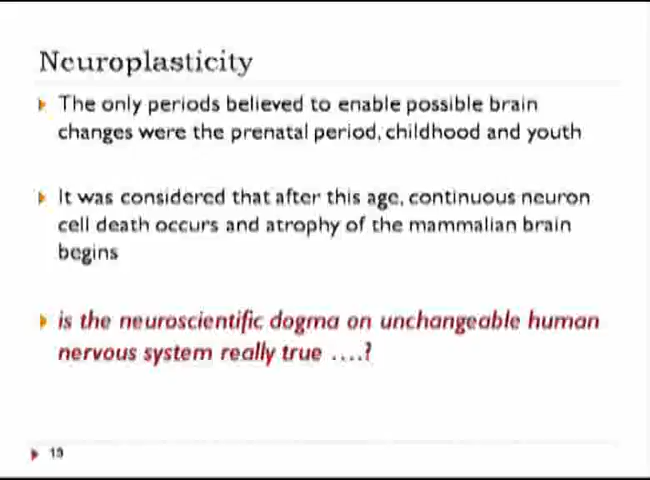 Neuroplasticity
The only periods believed to enable possible brain
changes were the prenatal period, childhood and youth
It was considered that after this age, continuous neuron
cell death occurs and atrophy of the mammalian brain
begins
is the neuroscientific dogma on unchangeable human
nervous system really true ....?
19